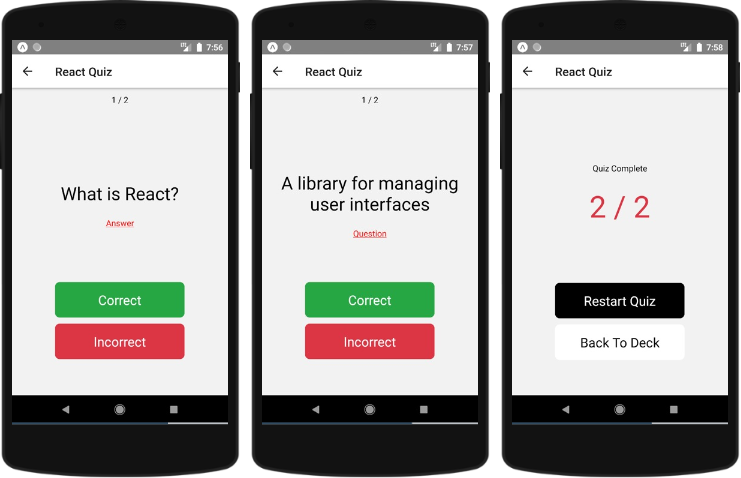 7:56
React Quiz
1 / 2
What is React?
Answer
Correct
Incorrect
7:57
React Quiz
1 / 2
A library for managing
user interfaces
Question
Correct
Incorrect
7:58
React Quiz
Quiz Complete
2 / 2
Restart Quiz
Back To Deck